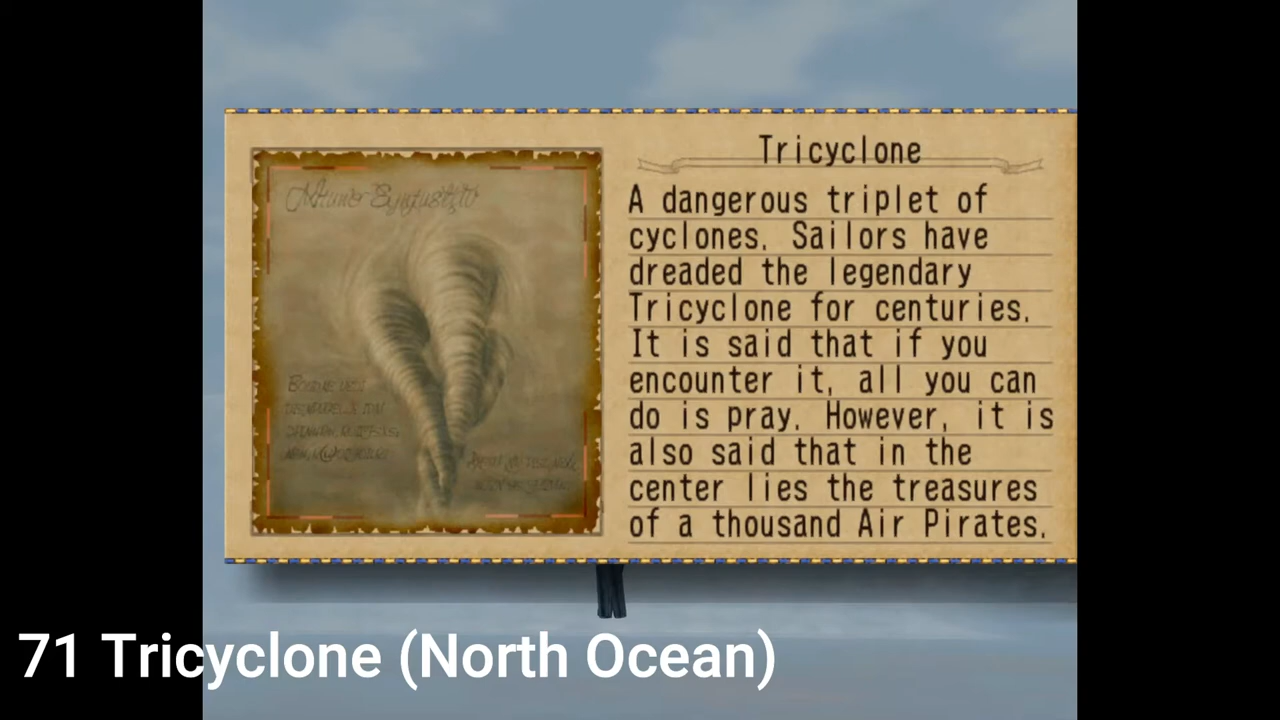 Tricyclone
A dangerous triplet of
cyclones. Sailors have
dreaded the legendary
Tricyclone for centuries.
It is said that if you
encounter it, all you can
do is pray. However, it is
also said that in the
center lies the treasures
of a thousand Air Pirates.
71 Tricyclone (North Ocean)